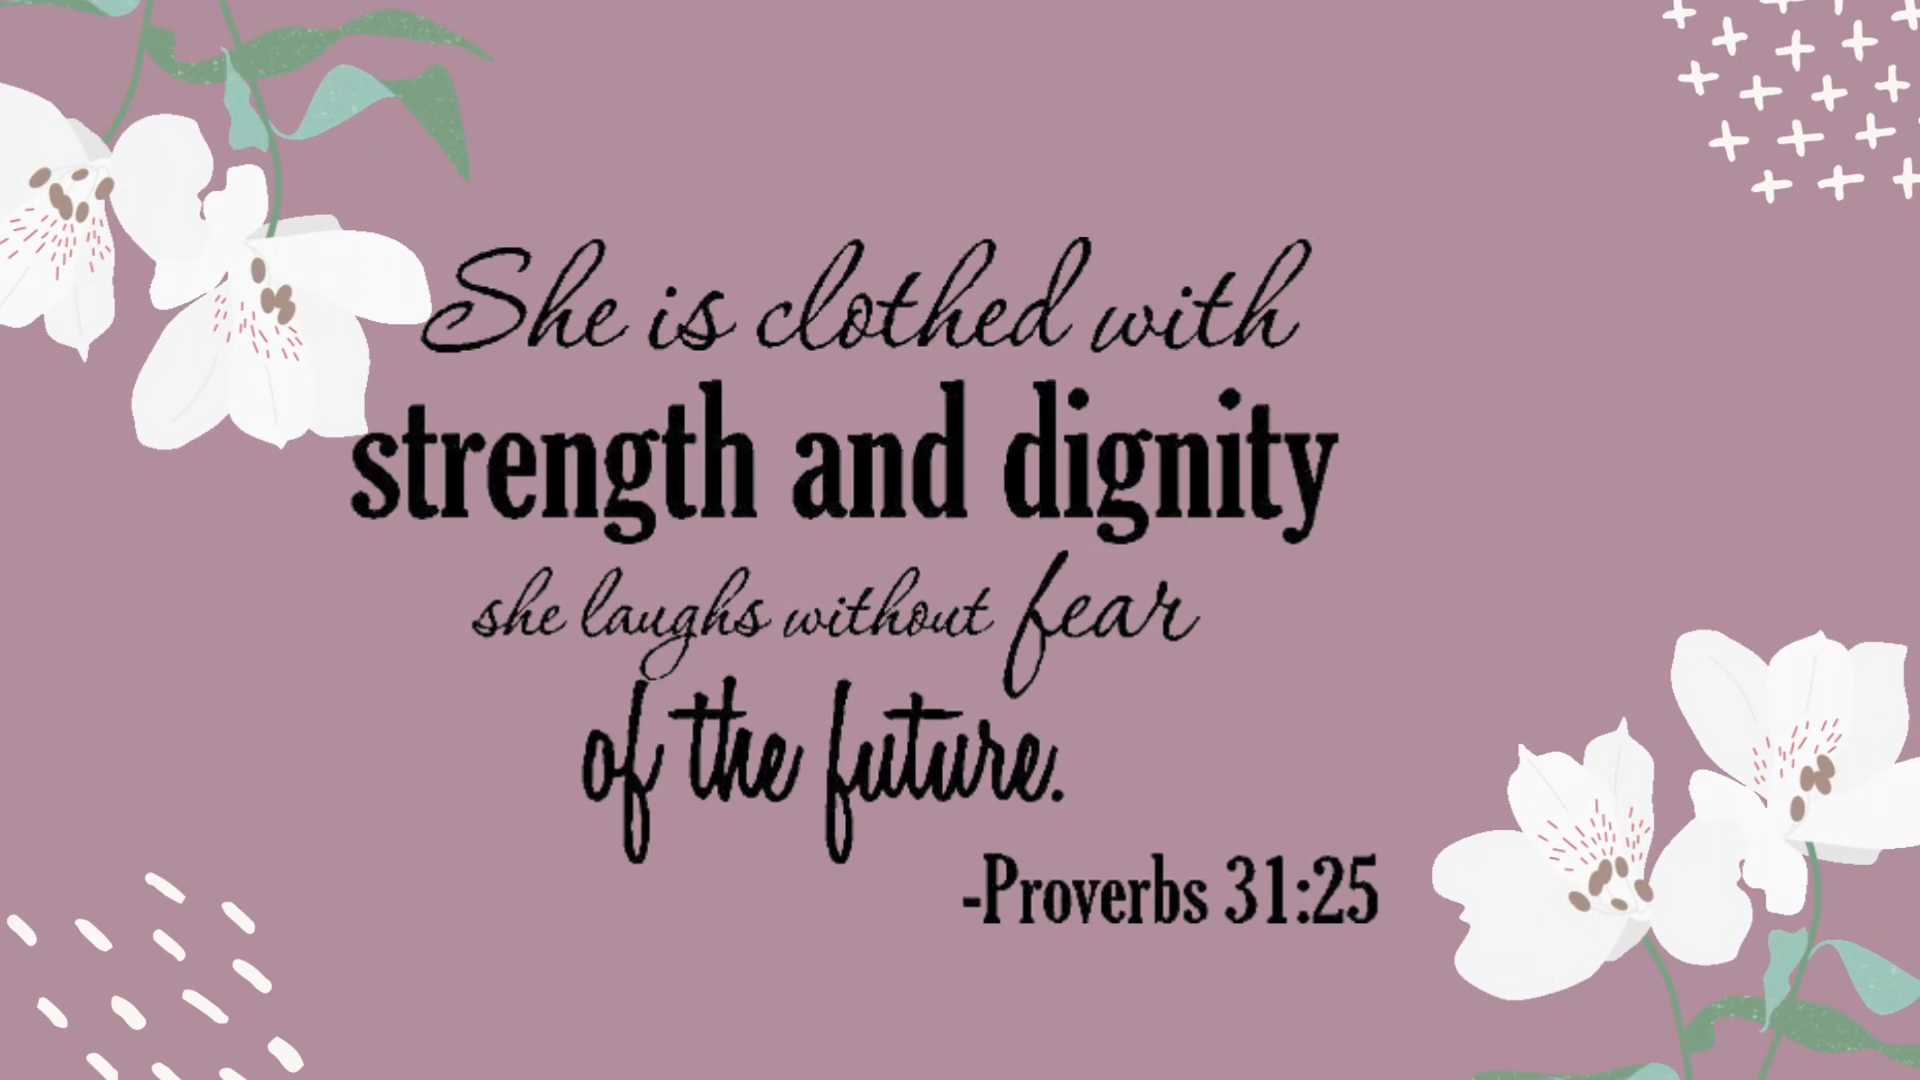 She is clothed with
strength and dignity
she laughs without fear
of the future.
-Proverbs 31:25